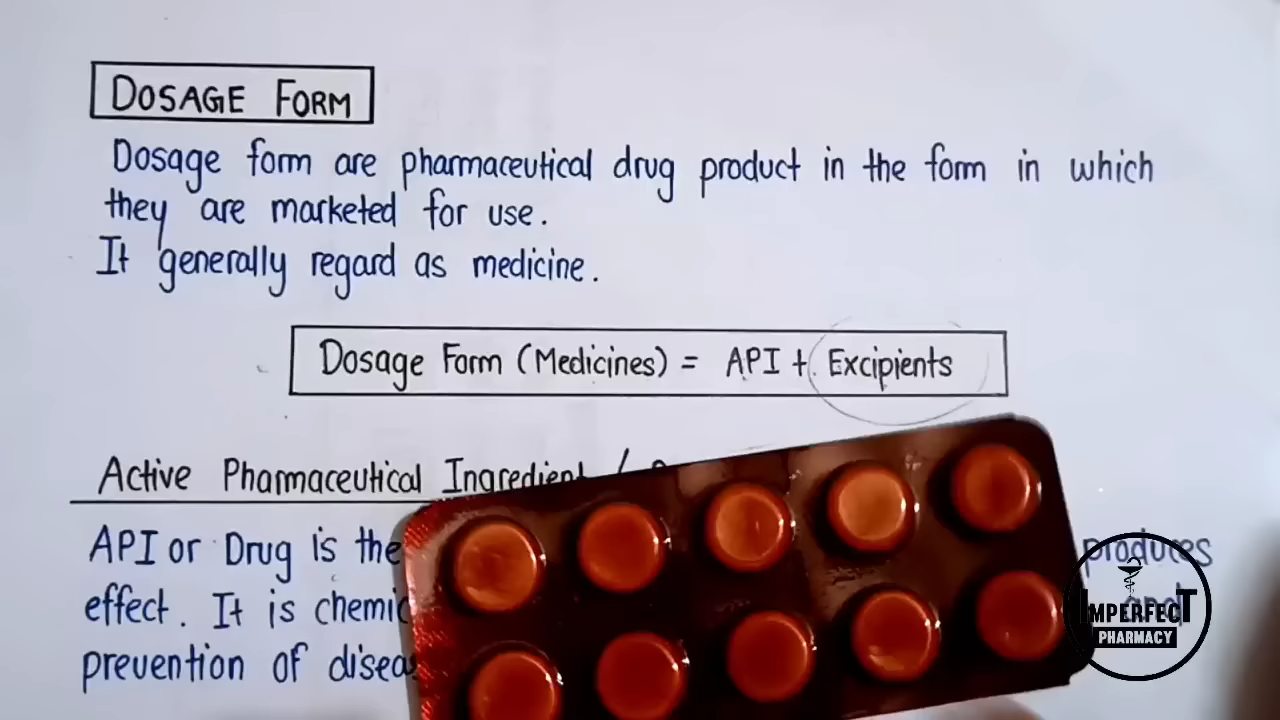 DOSAGE FORM
Dosage form are pharmaceutical drug product in the form in which
they are marketed for use.
It generally regard as medicine.
Dosage Form (Medicines) = API + Excipients
Active Pharmaceutical Ingredient /
API or Drug is the produces
effect. It is and
prevention of
IMPERFECT
PHARMACY